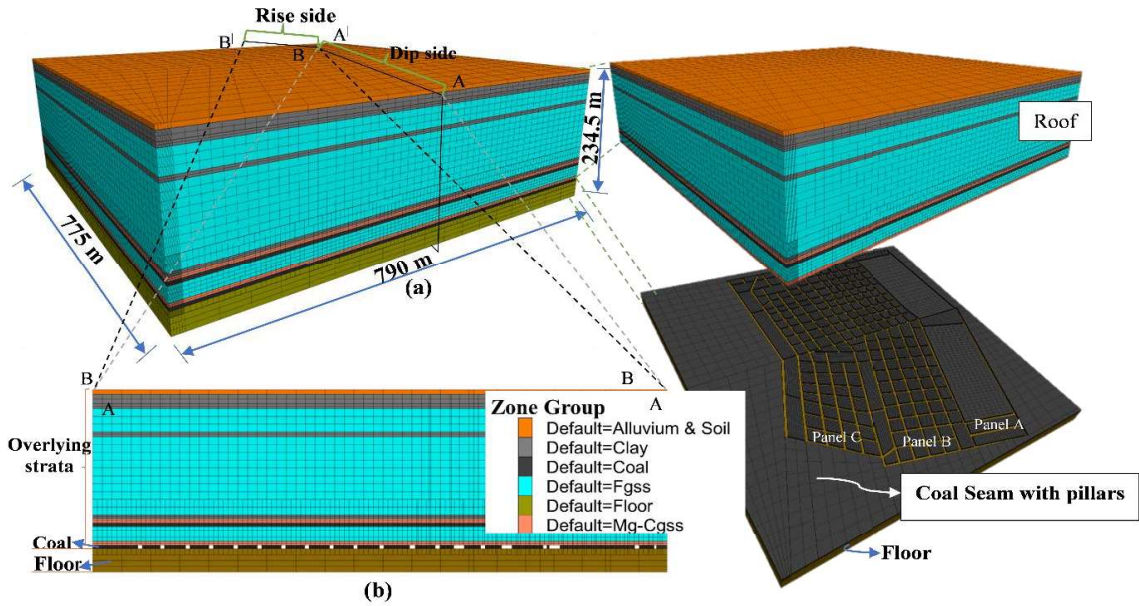 Rise side
B|
B
A|
Dip side
A
234.5 m
775 m
790 m
(a)
Roof
B
A
B
A
Overlying
strata
Coal
Floor
(b)
Zone Group
Default=Alluvium & Soil
Default=Clay
Default=Coal
Default=Fgss
Default=Floor
Default=Mg-Cgss
Panel C
Panel B
Panel A
Coal Seam with pillars
Floor